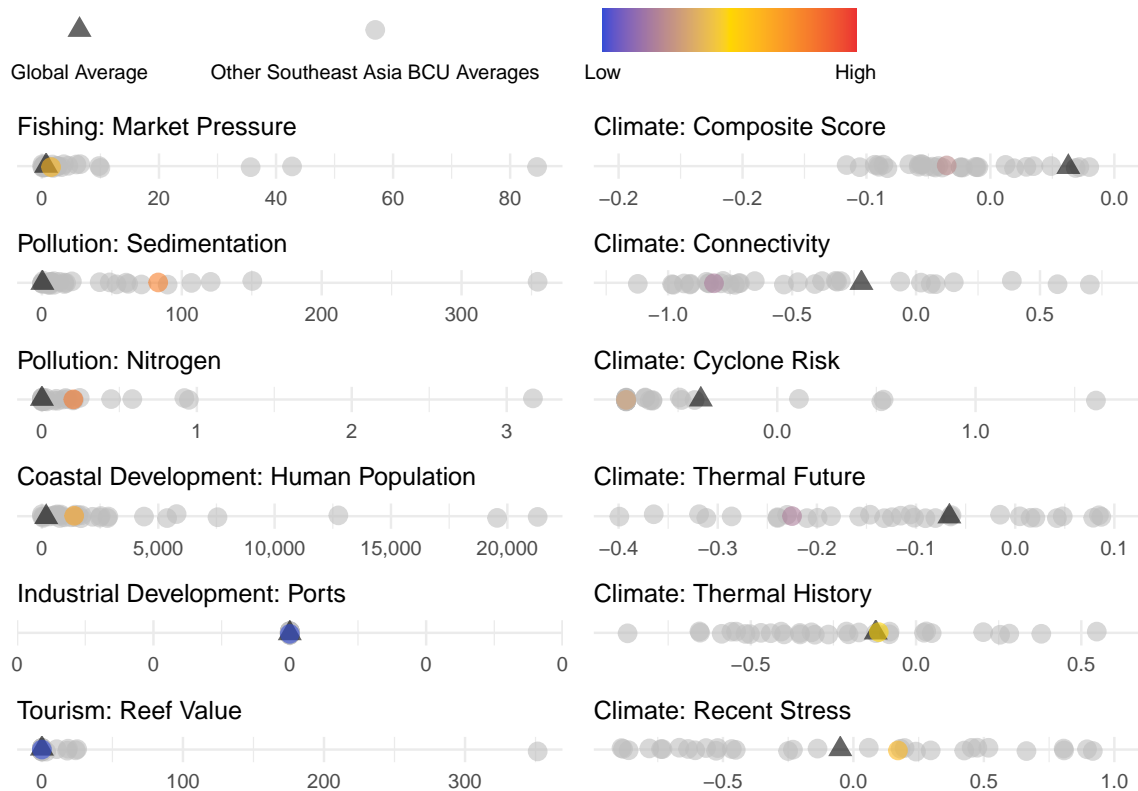 Global Average
Other Southeast Asia BCU Averages
Low
High
Fishing: Market Pressure
0 20 40 60 80
Climate: Composite Score
−0.2 −0.2 −0.1 0.0 0.0
Pollution: Sedimentation
0 100 200 300
Climate: Connectivity
−1.0 −0.5 0.0 0.5
Pollution: Nitrogen
0 1 2 3
Climate: Cyclone Risk
0.0 1.0
Coastal Development: Human Population
0 5,000 10,000 15,000 20,000
Climate: Thermal Future
−0.4 −0.3 −0.2 −0.1 0.0 0.1
Industrial Development: Ports
0 0 0 0 0
Climate: Thermal History
−0.5 0.0 0.5
Tourism: Reef Value
0 100 200 300
Climate: Recent Stress
−0.5 0.0 0.5 1.0